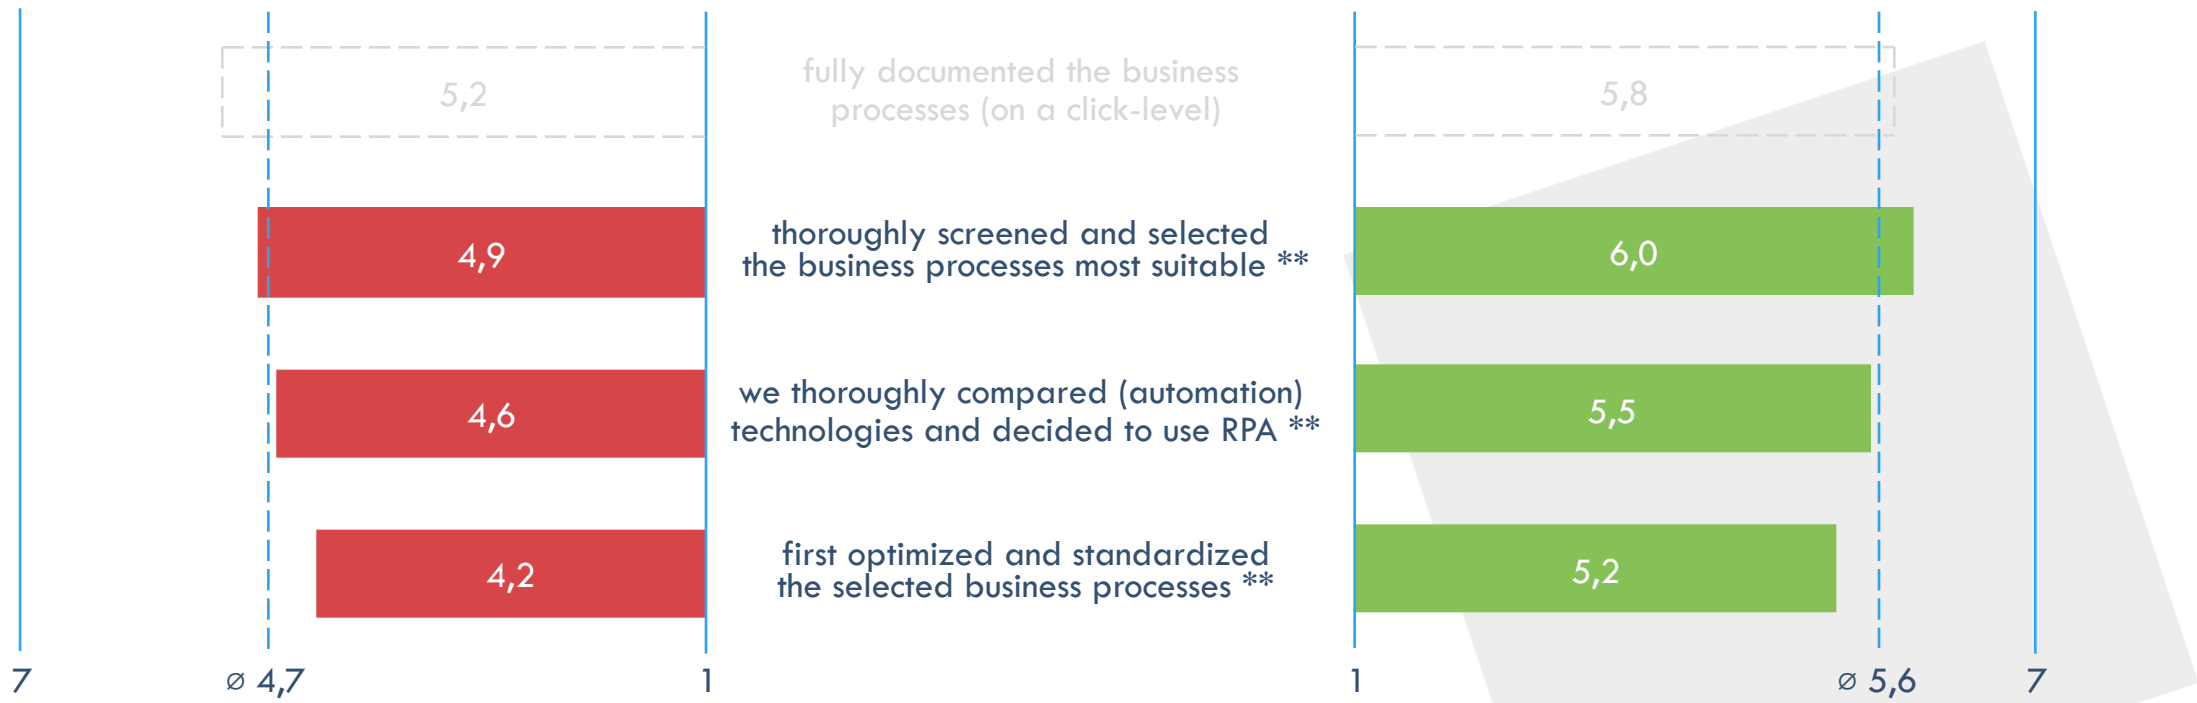 fully documented the business
5,2
5,8
processes (on a click-level)
thoroughly screened and selected
4,9
6,0
the business processes most suitable **
we thoroughly compared (automation)
4,6
5,5
technologies and decided to use RPA **
first optimized and standardized
4,2
5,2
the selected business processes **
7
ø 4,7
1
1
ø 5,6
7